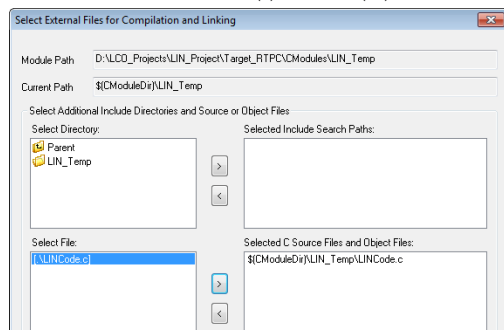 Select External Files for Compilation and Linking
Module Path D:\LCO_Projects\LIN_Project\Target_RTPC\CModules\LIN_Temp
Current Path $(CModuleDir)\LIN_Temp
Select Additional Include Directories and Source or Object Files
Select Directory: Selected Include Search Paths:
Parent
LIN_Temp
>
<
Select File: Selected C Source Files and Object Files:
[.\LINCode.c] $(CModuleDir)\LIN_Temp\LINCode.c
>
<